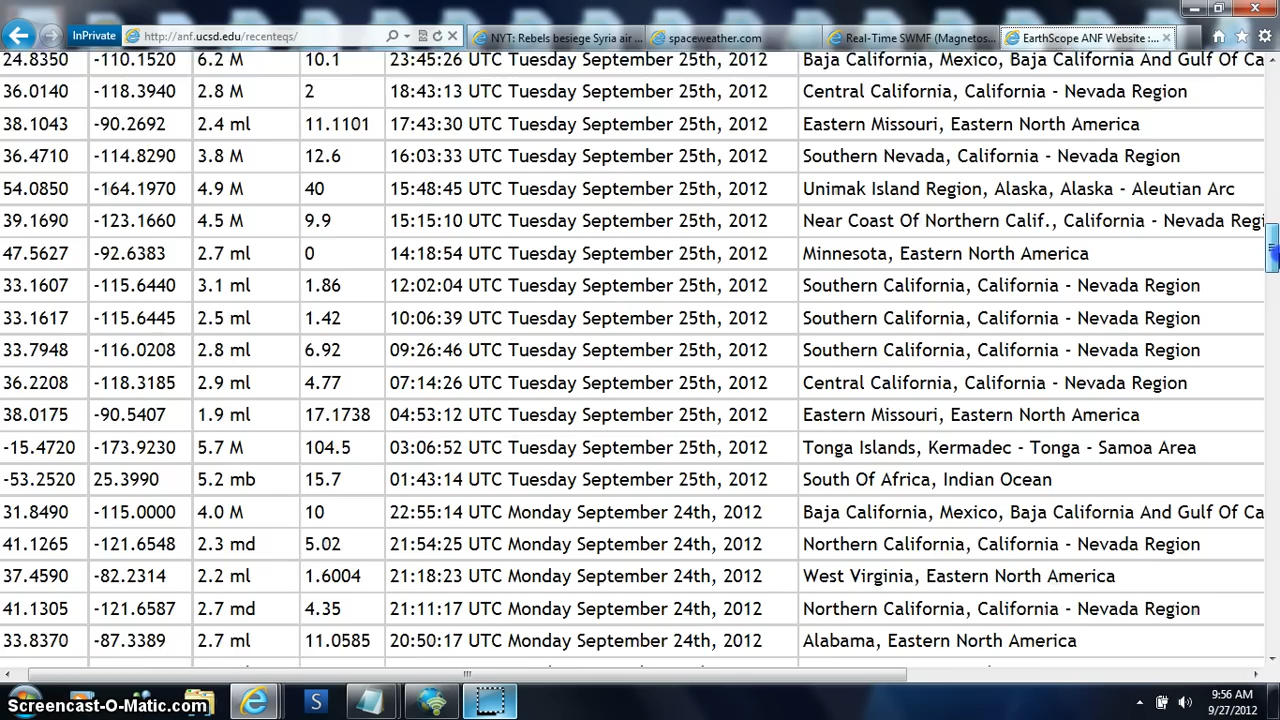 InPrivate http://anf.ucsd.edu/recenteqs/ NYT: Rebels besiege Syria air ... spaceweather.com Real-Time SWMF (Magnetos... EarthScope ANF Website :...
24.8350 -110.1520 6.2 M 10.1 23:45:26 UTC Tuesday September 25th, 2012 Baja California, Mexico, Baja California And Gulf Of Ca
36.0140 -118.3940 2.8 M 2 18:43:13 UTC Tuesday September 25th, 2012 Central California, California - Nevada Region
38.1043 -90.2692 2.4 ml 11.1101 17:43:30 UTC Tuesday September 25th, 2012 Eastern Missouri, Eastern North America
36.4710 -114.8290 3.8 M 12.6 16:03:33 UTC Tuesday September 25th, 2012 Southern Nevada, California - Nevada Region
54.0850 -164.1970 4.9 M 40 15:48:45 UTC Tuesday September 25th, 2012 Unimak Island Region, Alaska, Alaska - Aleutian Arc
39.1690 -123.1660 4.5 M 9.9 15:15:10 UTC Tuesday September 25th, 2012 Near Coast Of Northern Calif., California - Nevada Regi
47.5627 -92.6383 2.7 ml 0 14:18:54 UTC Tuesday September 25th, 2012 Minnesota, Eastern North America
33.1607 -115.6440 3.1 ml 1.86 12:02:04 UTC Tuesday September 25th, 2012 Southern California, California - Nevada Region
33.1617 -115.6445 2.5 ml 1.42 10:06:39 UTC Tuesday September 25th, 2012 Southern California, California - Nevada Region
33.7948 -116.0208 2.8 ml 6.92 09:26:46 UTC Tuesday September 25th, 2012 Southern California, California - Nevada Region
36.2208 -118.3185 2.9 ml 4.77 07:14:26 UTC Tuesday September 25th, 2012 Central California, California - Nevada Region
38.0175 -90.5407 1.9 ml 17.1738 04:53:12 UTC Tuesday September 25th, 2012 Eastern Missouri, Eastern North America
-15.4720 -173.9230 5.7 M 104.5 03:06:52 UTC Tuesday September 25th, 2012 Tonga Islands, Kermadec - Tonga - Samoa Area
-53.2520 25.3990 5.2 mb 15.7 01:43:14 UTC Tuesday September 25th, 2012 South Of Africa, Indian Ocean
31.8490 -115.0000 4.0 M 10 22:55:14 UTC Monday September 24th, 2012 Baja California, Mexico, Baja California And Gulf Of Ca
41.1265 -121.6548 2.3 md 5.02 21:54:25 UTC Monday September 24th, 2012 Northern California, California - Nevada Region
37.4590 -82.2314 2.2 ml 1.6004 21:18:23 UTC Monday September 24th, 2012 West Virginia, Eastern North America
41.1305 -121.6587 2.7 md 4.35 21:11:17 UTC Monday September 24th, 2012 Northern California, California - Nevada Region
33.8370 -87.3389 2.7 ml 11.0585 20:50:17 UTC Monday September 24th, 2012 Alabama, Eastern North America
S
9:56 AM
Screencast-O-Matic.com 9/27/2012